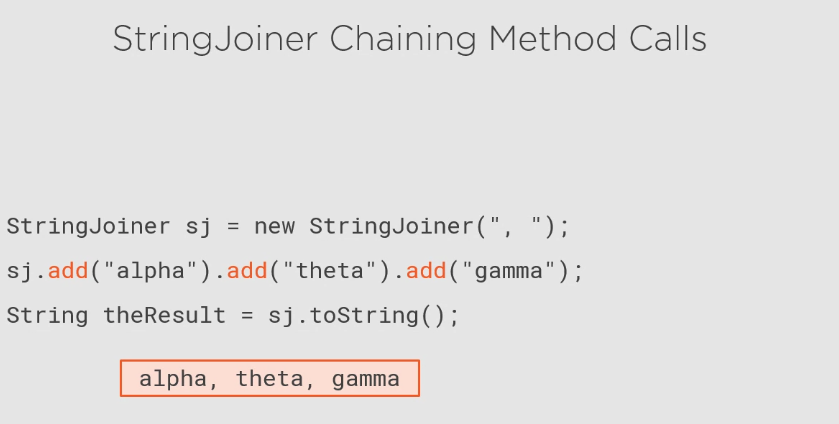 StringJoiner Chaining Method Calls
StringJoiner sj = new StringJoiner(", ");
sj.add("alpha").add("theta").add("gamma");
String theResult = sj.toString();
alpha, theta, gamma